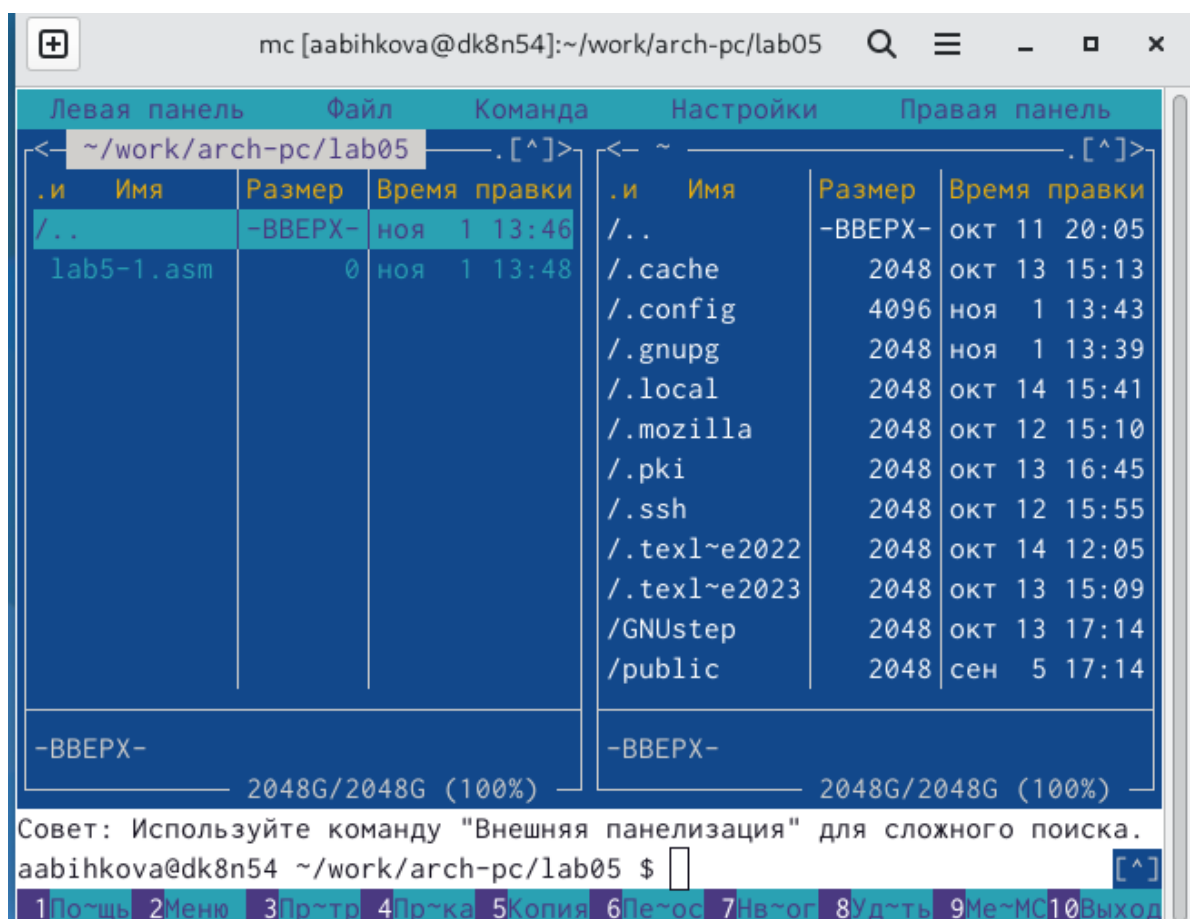 mc [aabihkova@dk8n54]:~/work/arch-pc/lab05
Левая панель Файл Команда Настройки Правая панель
<- ~/work/arch-pc/lab05 .[^]> <- ~ .[^]>
.и Имя Размер Время правки .и Имя Размер Время правки
/.. -ВВЕРХ- ноя 1 13:46 /.. -ВВЕРХ- окт 11 20:05
lab5-1.asm 0 ноя 1 13:48 /.cache 2048 окт 13 15:13
/.config 4096 ноя 1 13:43
/.gnupg 2048 ноя 1 13:39
/.local 2048 окт 14 15:41
/.mozilla 2048 окт 12 15:10
/.pki 2048 окт 13 16:45
/.ssh 2048 окт 12 15:55
/.texl~e2022 2048 окт 14 12:05
/.texl~e2023 2048 окт 13 15:09
/GNUstep 2048 окт 13 17:14
/public 2048 сен 5 17:14
-ВВЕРХ- -ВВЕРХ-
2048G/2048G (100%) 2048G/2048G (100%)
Совет: Используйте команду "Внешняя панелизация" для сложного поиска.
aabihkova@dk8n54 ~/work/arch-pc/lab05 $ [^]
1По~щь 2Меню 3Пр~тр 4Пр~ка 5Копия 6Пе~ос 7Нв~ог 8Уд~ть 9Ме~MC 10Выход